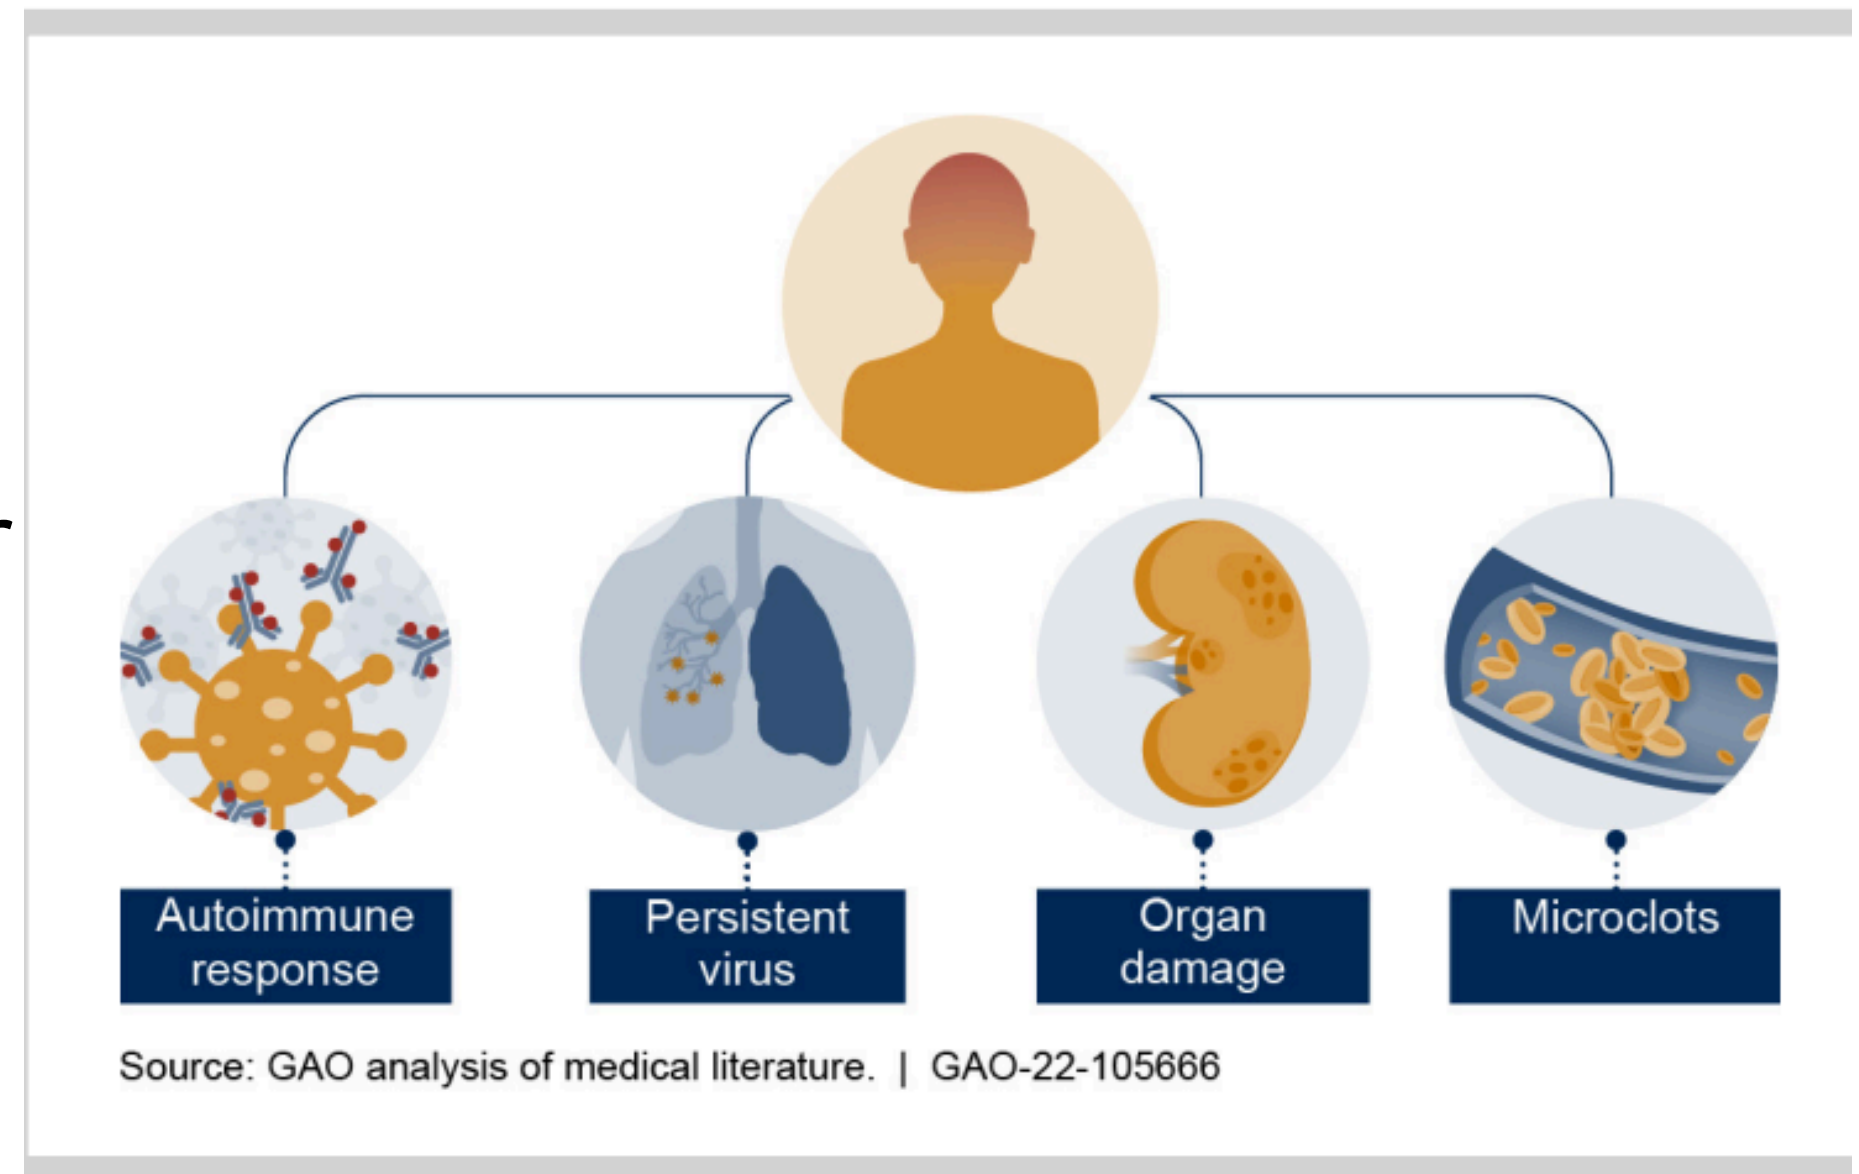 Autoimmune
response
Persistent
virus
Organ
damage
Microclots
Source: GAO analysis of medical literature. | GAO-22-105666